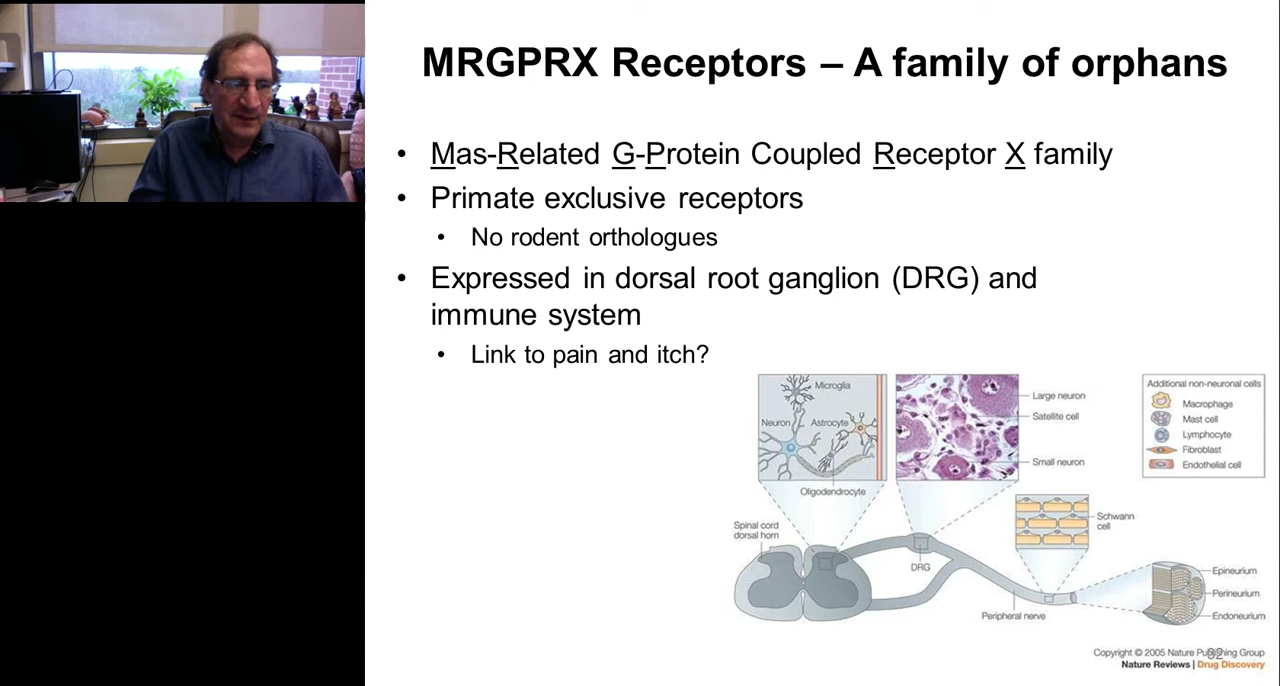 MRGPRX Receptors – A family of orphans
• Mas-Related G-Protein Coupled Receptor X family
• Primate exclusive receptors
• No rodent orthologues
• Expressed in dorsal root ganglion (DRG) and
immune system
• Link to pain and itch?
Microglia
Neuron
Astrocyte
Oligodendrocyte
Large neuron
Satellite cell
Small neuron
Additional non-neuronal cells
Macrophage
Mast cell
Lymphocyte
Fibroblast
Endothelial cell
Spinal cord
dorsal horn
DRG
Schwann
cell
Peripheral nerve
Epineurium
Perineurium
Endoneurium
Copyright © 2005 Nature Publishing Group
32
Nature Reviews | Drug Discovery